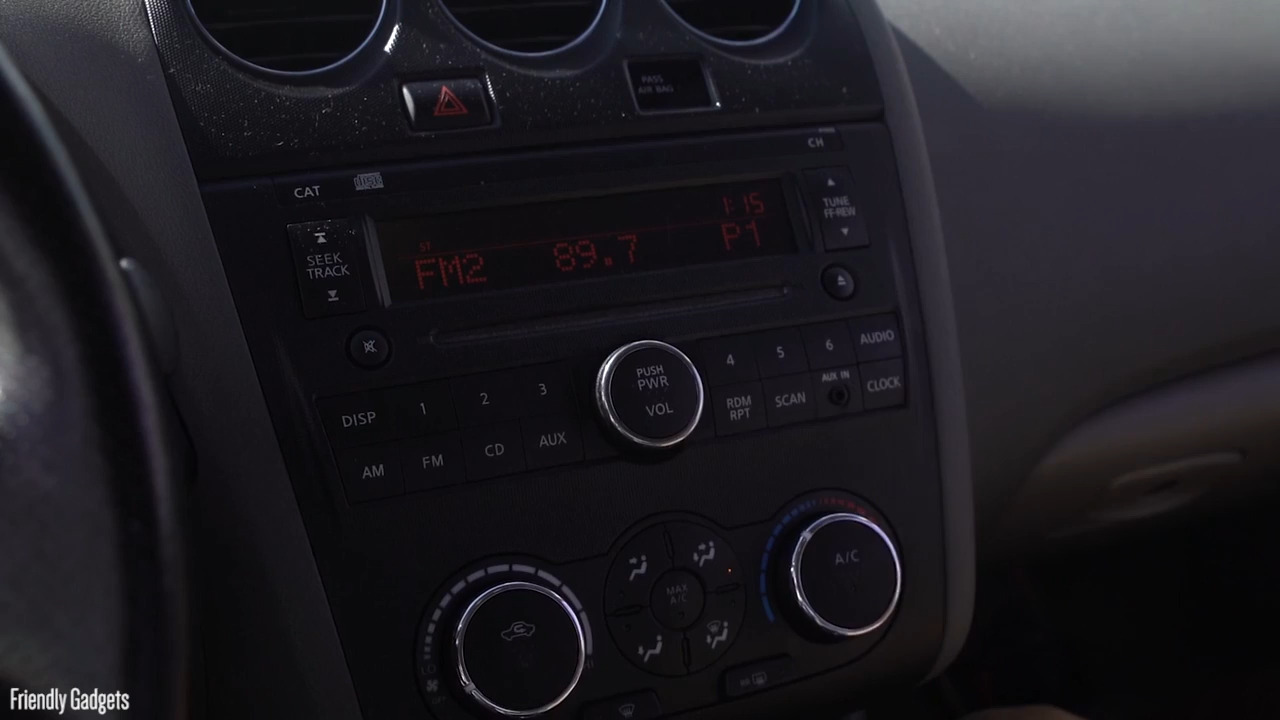 PASS
AIR BAG
CH
CAT
1:15
TUNE
FF·REW
SEEK
TRACK
ST
FM2 89.7 P1
PUSH
PWR
VOL
DISP 1 2 3
4 5 6 AUDIO
AM FM CD AUX
RDM
RPT
SCAN
AUX IN
CLOCK
A/C
MAX
A/C
LO
HI
Friendly Gadgets